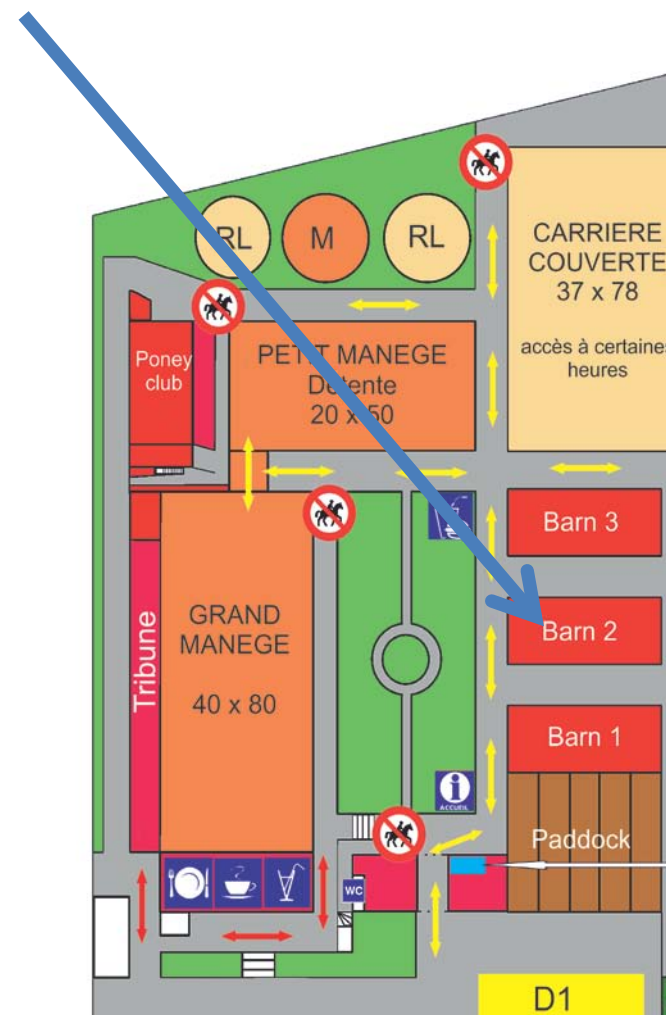 RL
M
RL
CARRIERE
COUVERTE
37 x 78
accès à certaines
heures
Poney
club
PETIT MANEGE
Détente
20 x 50
Barn 3
Barn 2
Barn 1
Paddock
Tribune
GRAND
MANEGE
40 x 80
i
ACCUEIL
WC
D1